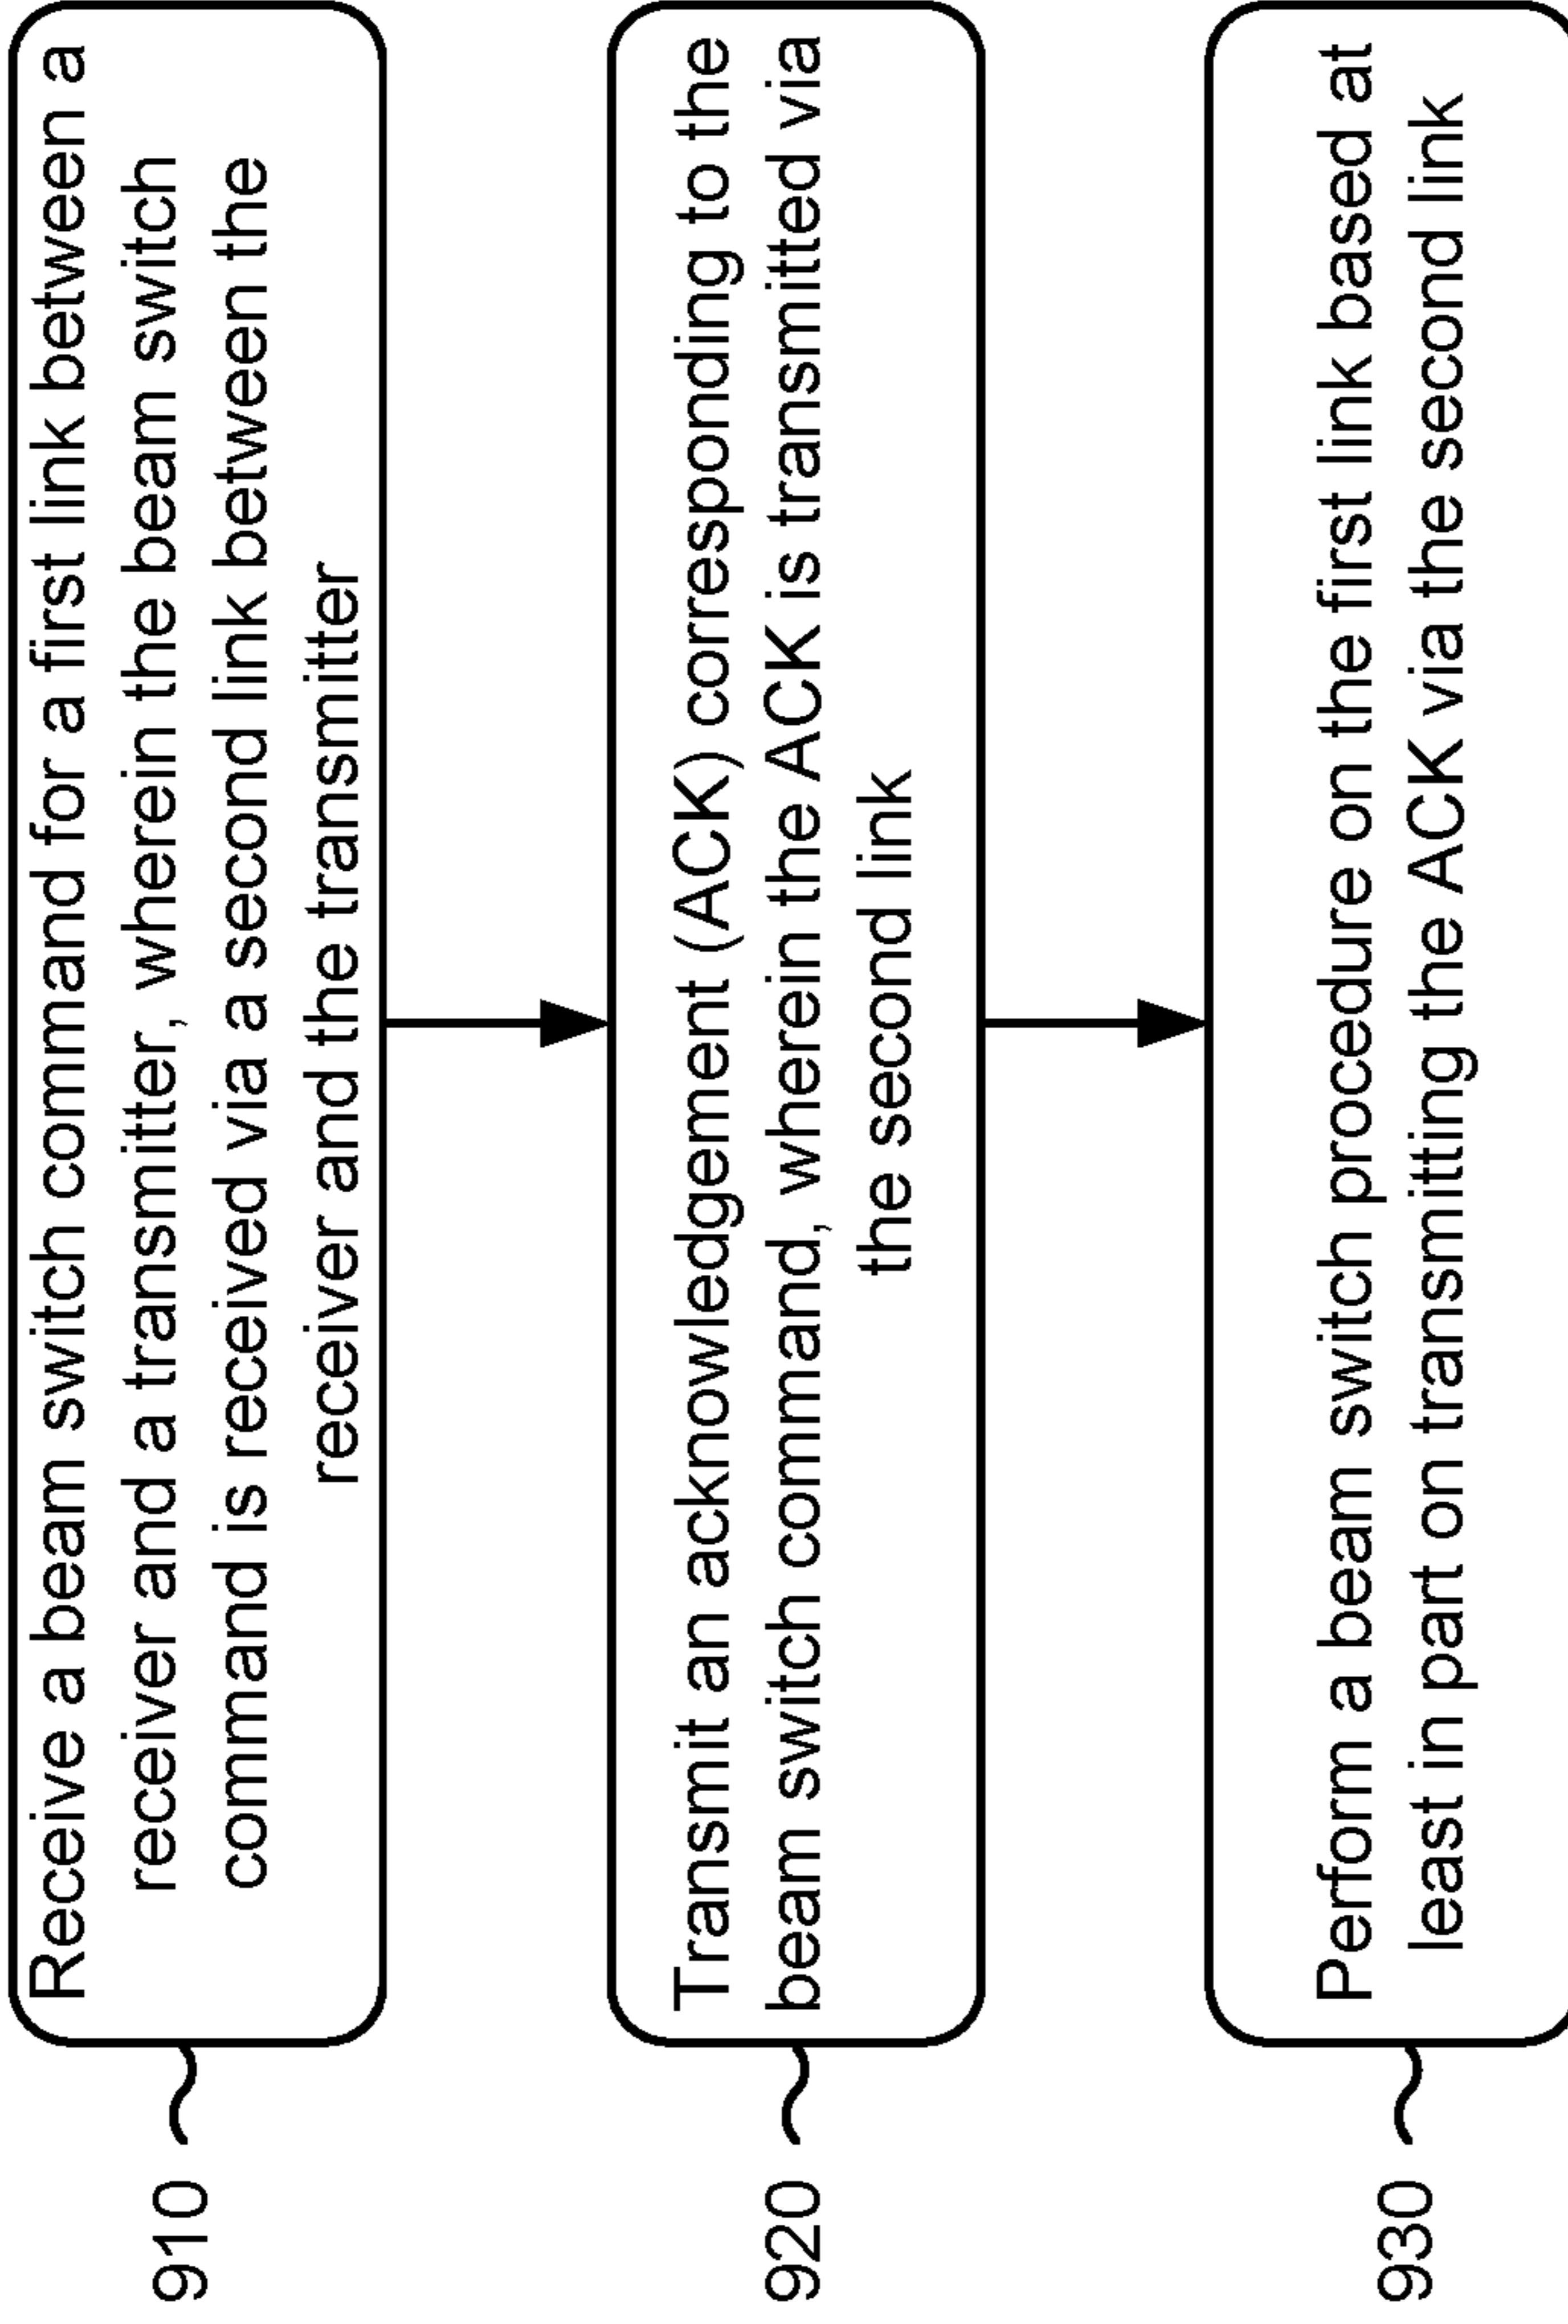 910
Receive a beam switch command for a first link between a
receiver and a transmitter, wherein the beam switch
command is received via a second link between the
receiver and the transmitter
920
Transmit an acknowledgement (ACK) corresponding to the
beam switch command, wherein the ACK is transmitted via
the second link
930
Perform a beam switch procedure on the first link based at
least in part on transmitting the ACK via the second link